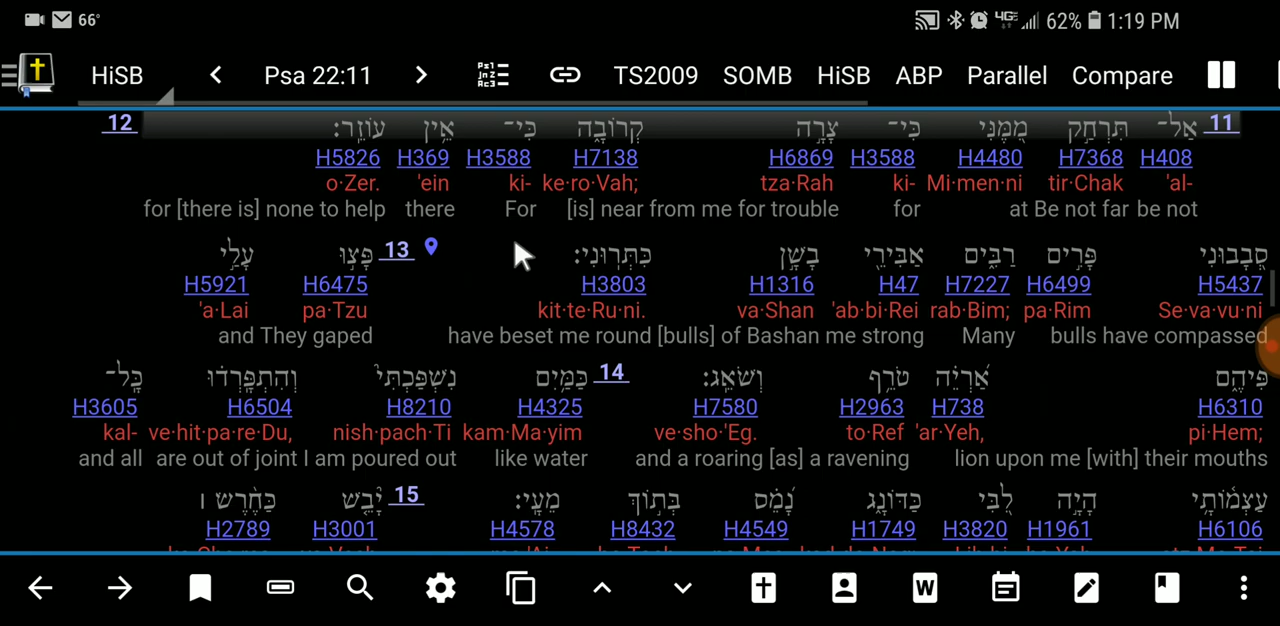 66° 4GE 62% 1:19 PM
HiSB < Psa 22:11 > TS2009 SOMB HiSB ABP Parallel Compare
11 אַל־ תִּרְחַ֣ק מִ֭מֶּנִּי כִּי־ צָרָ֣ה קְרוֹבָ֑ה כִּי־ אֵ֥ין עוֹזֵֽר׃ 12
H5826 H369 H3588 H7138 H6869 H3588 H4480 H7368 H408
o·Zer. 'ein ki- ke·ro·Vah; tza·Rah ki- Mi·men·ni tir·Chak 'al-
for [there is] none to help there For [is] near from me for trouble for at Be not far be not
סְ֭בָבוּנִי פָּרִ֣ים רַבִּ֑ים אַבִּירֵ֖י בָשָׁ֣ן כִּתְּרֽוּנִי׃ 13 פָּצ֣וּ עָלַ֣י
H5921 H6475 H3803 H1316 H47 H7227 H6499 H5437
'a·Lai pa·Tzu kit·te·Ru·ni. va·Shan 'ab·bi·Rei rab·Bim; pa·Rim Se·va·vu·ni
and They gaped have beset me round [bulls] of Bashan me strong Many bulls have compassed
פִּיהֶ֑ם אַ֝רְיֵ֗ה טֹרֵ֥ף וְשֹׁאֵֽג׃ 14 כַּמַּ֥יִם נִשְׁפַּכְתִּי֮ וְהִתְפָּֽרְד֗וּ כָּֽל־
H3605 H6504 H8210 H4325 H7580 H2963 H738 H6310
kal- ve·hit·pa·re·Du, nish·pach·Ti kam·Ma·yim ve·sho·'Eg. to·Ref 'ar·Yeh, pi·Hem;
and all are out of joint I am poured out like water and a roaring [as] a ravening lion upon me [with] their mouths
עַצְמ֫וֹתָ֥י הָיָ֣ה לִ֭בִּי כַּדּוֹנָ֑ג נָ֝מֵ֗ס בְּת֣וֹךְ מֵעָֽי׃ 15 יָ֘בֵ֤שׁ כַּחֶ֨רֶשׂ ׀
H2789 H3001 H4578 H8432 H4549 H1749 H3820 H1961 H6106